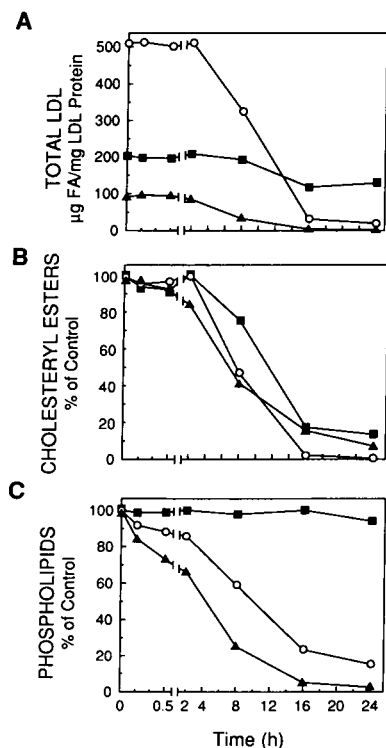 A
TOTAL LDL
µg FA/mg LDL Protein
500
400
300
200
100
0
B
CHOLESTERYL ESTERS
% of Control
100
80
60
40
20
0
C
PHOSPHOLIPIDS
% of Control
100
80
60
40
20
0
0 0.5 2 4 8 12 16 20 24
Time (h)